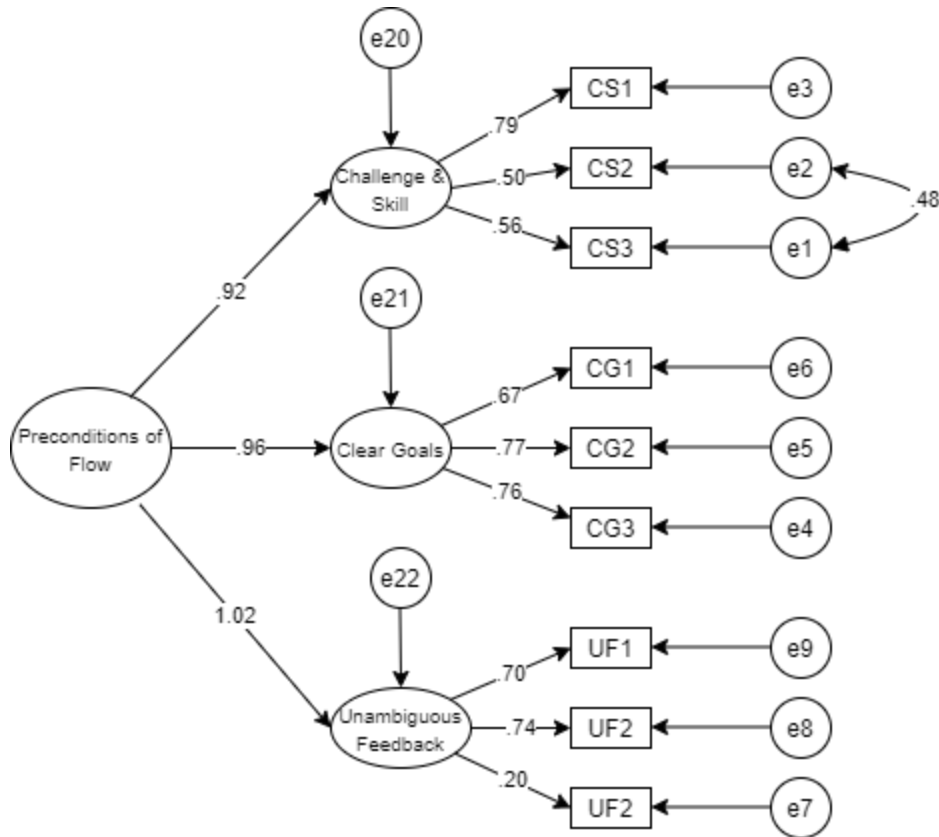 e20
CS1
e3
.79
Challenge &
Skill
.50
CS2
e2
.48
.56
CS3
e1
.92
e21
CG1
e6
.67
Preconditions of
Flow
.96
Clear Goals
.77
CG2
e5
.76
CG3
e4
e22
1.02
UF1
e9
.70
Unambiguous
Feedback
.74
UF2
e8
.20
UF2
e7